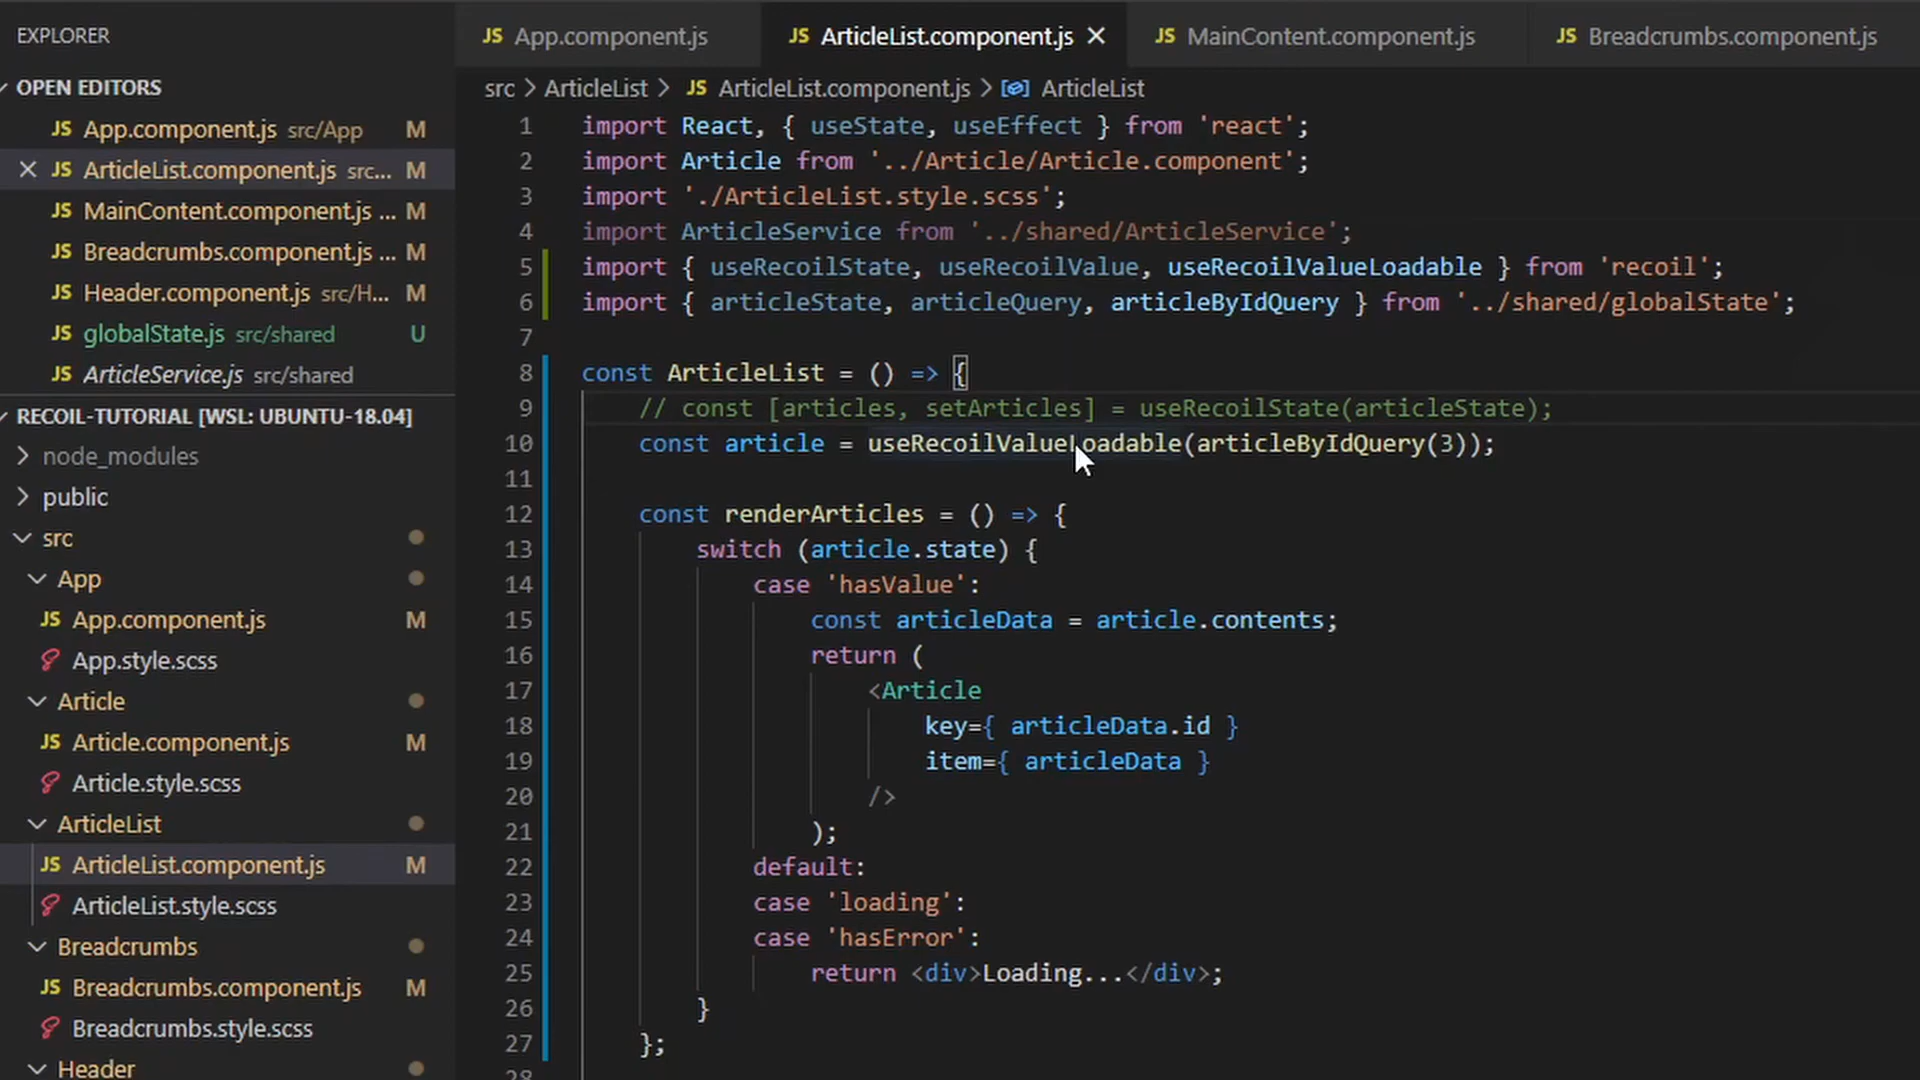 EXPLORER
OPEN EDITORS
JS App.component.js src/App M
JS ArticleList.component.js src... M
JS MainContent.component.js ... M
JS Breadcrumbs.component.js ... M
JS Header.component.js src/H... M
JS globalState.js src/shared U
JS ArticleService.js src/shared
RECOIL-TUTORIAL [WSL: UBUNTU-18.04]
node_modules
public
src
App
JS App.component.js M
App.style.scss
Article
JS Article.component.js M
Article.style.scss
ArticleList
JS ArticleList.component.js M
ArticleList.style.scss
Breadcrumbs
JS Breadcrumbs.component.js M
Breadcrumbs.style.scss
Header
JS App.component.js JS ArticleList.component.js JS MainContent.component.js JS Breadcrumbs.component.js
src > ArticleList > JS ArticleList.component.js > ArticleList
1 import React, { useState, useEffect } from 'react';
2 import Article from '../Article/Article.component';
3 import './ArticleList.style.scss';
4 import ArticleService from '../shared/ArticleService';
5 import { useRecoilState, useRecoilValue, useRecoilValueLoadable } from 'recoil';
6 import { articleState, articleQuery, articleByIdQuery } from '../shared/globalState';
7
8 const ArticleList = () => {
9 // const [articles, setArticles] = useRecoilState(articleState);
10 const article = useRecoilValueLoadable(articleByIdQuery(3));
11
12 const renderArticles = () => {
13 switch (article.state) {
14 case 'hasValue':
15 const articleData = article.contents;
16 return (
17 <Article
18 key={ articleData.id }
19 item={ articleData }
20 />
21 );
22 default:
23 case 'loading':
24 case 'hasError':
25 return <div>Loading...</div>;
26 }
27 };
28